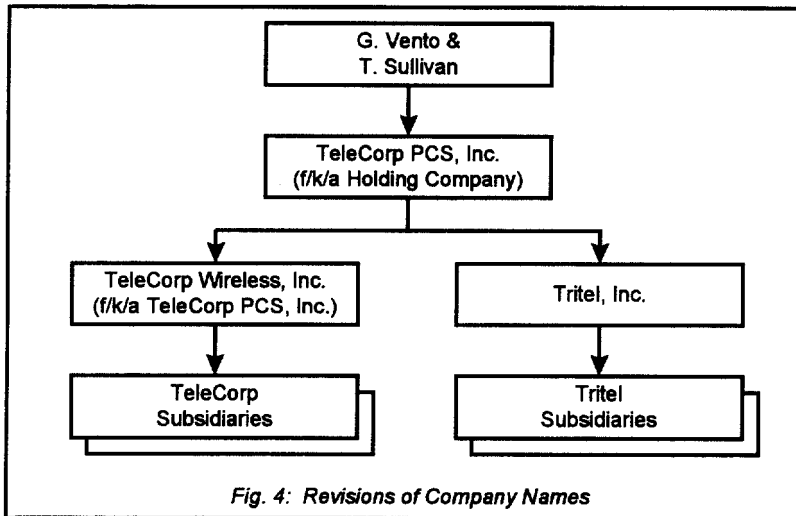 G. Vento &
T. Sullivan
TeleCorp PCS, Inc.
(f/k/a Holding Company)
TeleCorp Wireless, Inc.
(f/k/a TeleCorp PCS, Inc.)
Tritel, Inc.
TeleCorp
Subsidiaries
Tritel
Subsidiaries
Fig. 4: Revisions of Company Names